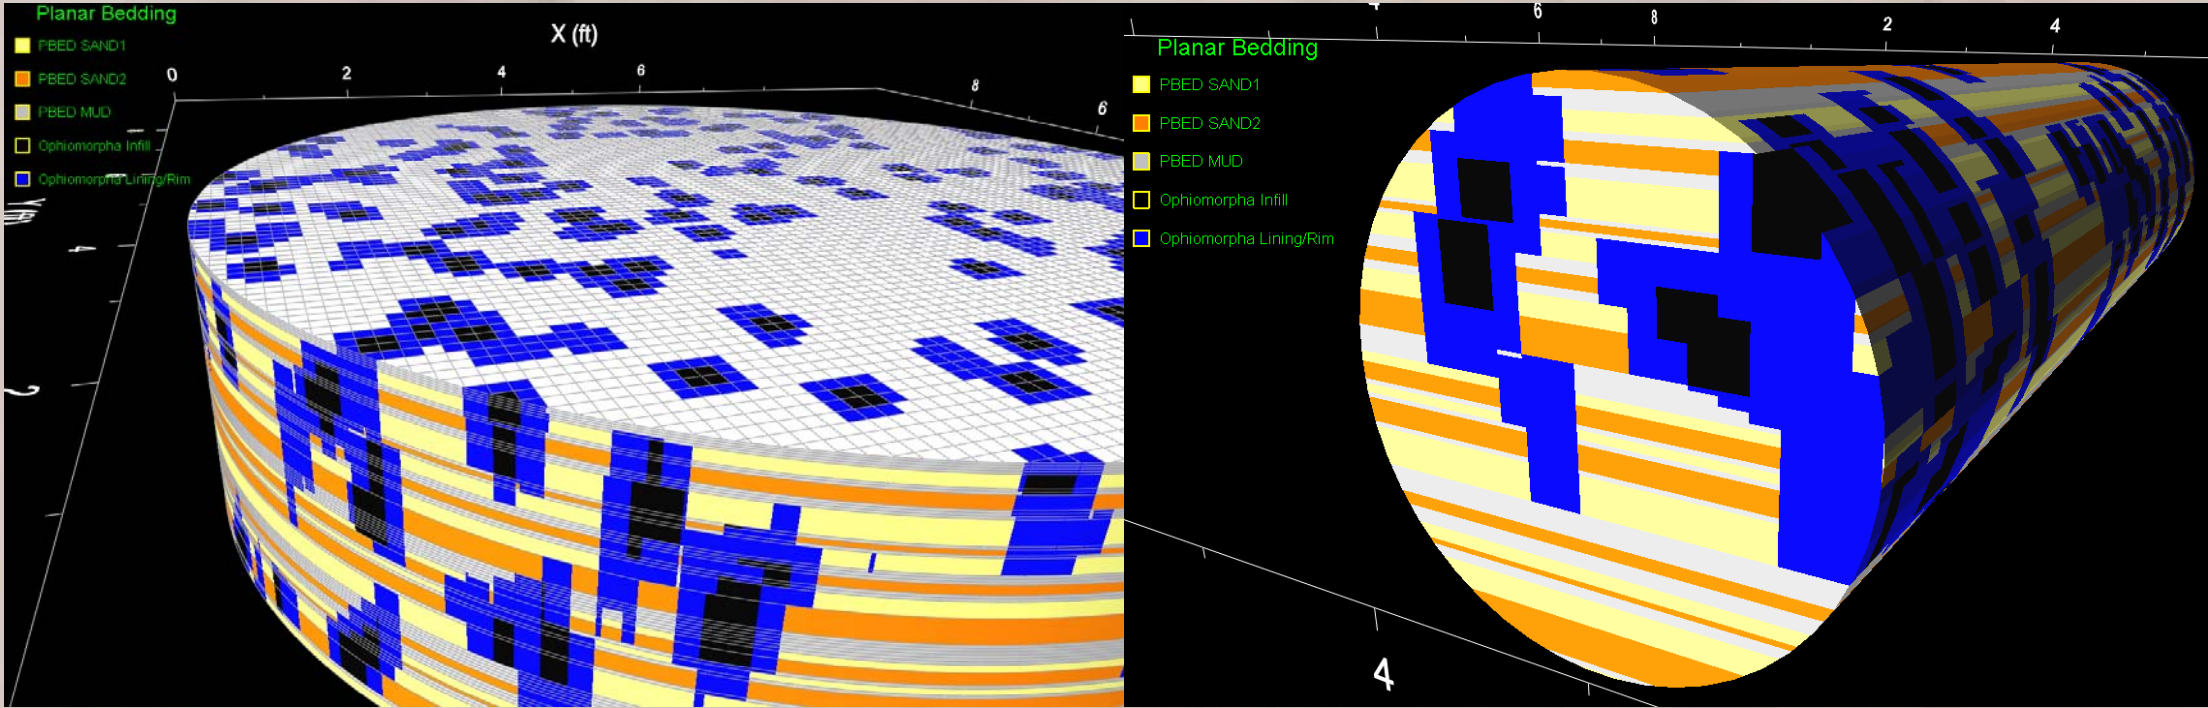 Planar Bedding
PBED SAND1
PBED SAND2
PBED MUD
Ophiomorpha Infill
Ophiomorpha Lining/Rim
X (ft)
0
2
4
6
8
6
4
2
Planar Bedding
PBED SAND1
PBED SAND2
PBED MUD
Ophiomorpha Infill
Ophiomorpha Lining/Rim
6
8
2
4
4